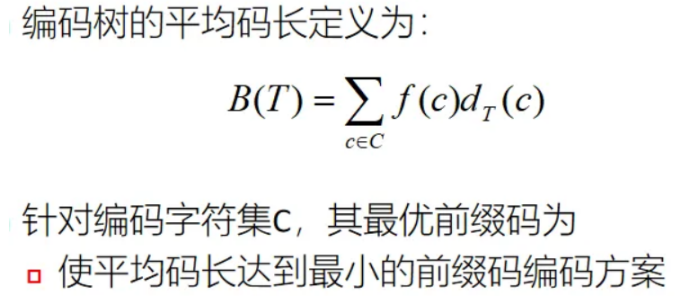 编码树的平均码长定义为：
B(T) = ∑ f(c)d_T(c)
c∈C
针对编码字符集C，其最优前缀码为
使平均码长达到最小的前缀码编码方案